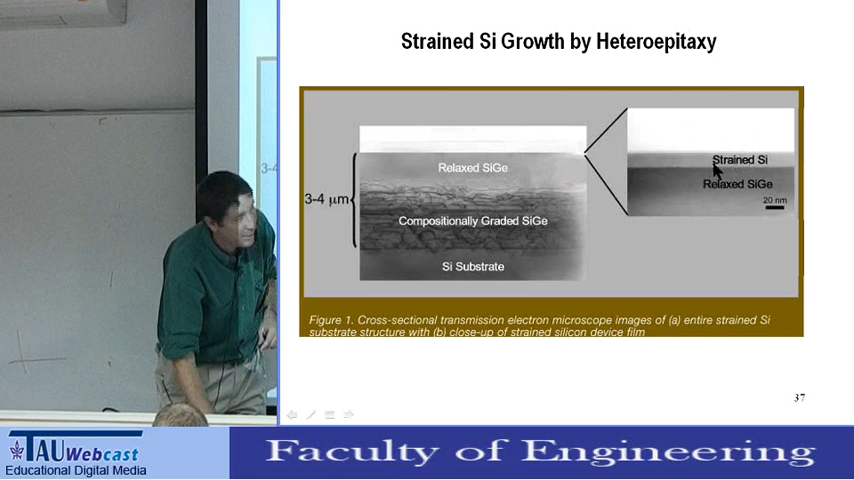 Strained Si Growth by Heteroepitaxy
3-4 μm
Relaxed SiGe
Compositionally Graded SiGe
Si Substrate
Strained Si
Relaxed SiGe
20 nm
Figure 1. Cross-sectional transmission electron microscope images of (a) entire strained Si
substrate structure with (b) close-up of strained silicon device film
37
TAU Webcast
Educational Digital Media
Faculty of Engineering